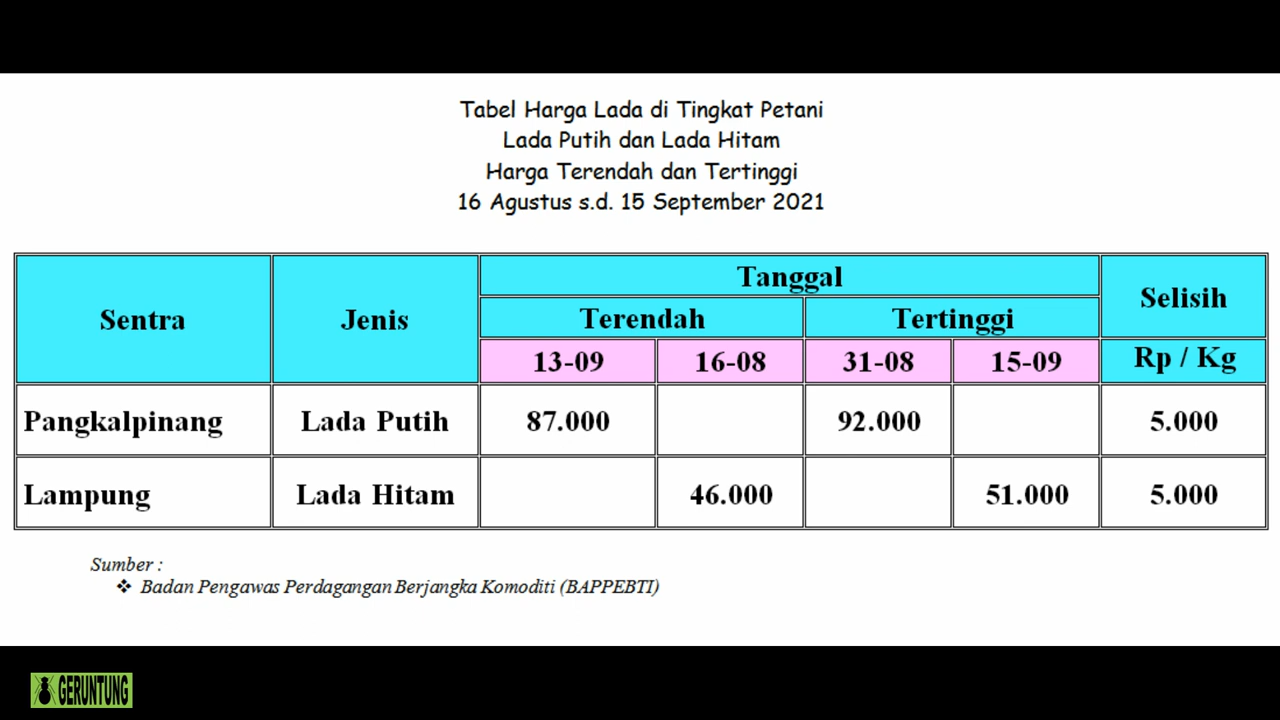 Tabel Harga Lada di Tingkat Petani
Lada Putih dan Lada Hitam
Harga Terendah dan Tertinggi
16 Agustus s.d. 15 September 2021
Sentra Jenis Tanggal Selisih
Terendah Tertinggi
13-09 16-08 31-08 15-09 Rp / Kg
Pangkalpinang Lada Putih 87.000 92.000 5.000
Lampung Lada Hitam 46.000 51.000 5.000
Sumber :
❖ Badan Pengawas Perdagangan Berjangka Komoditi (BAPPEBTI)
GERUNTUNG